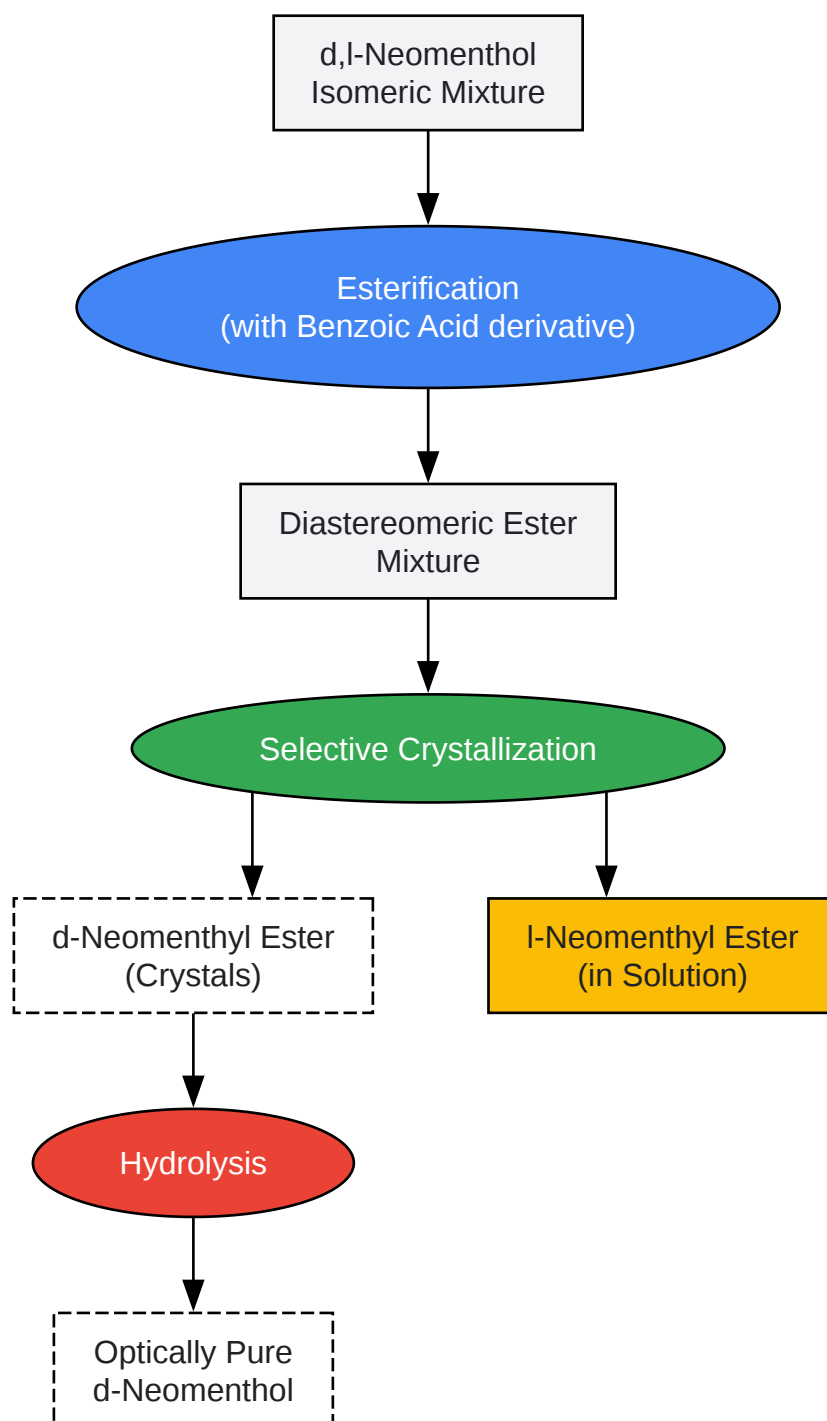 d,l-Neomenthol
Isomeric Mixture
Esterification
(with Benzoic Acid derivative)
Diastereomeric Ester
Mixture
Selective Crystallization
d-Neomenthyl Ester
(Crystals)
l-Neomenthyl Ester
(in Solution)
Hydrolysis
Optically Pure
d-Neomenthol